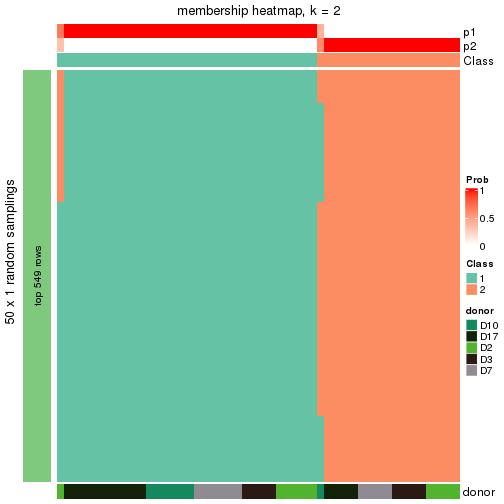 membership heatmap, k = 2
p1
p2
Class
50 x 1 random samplings
top 549 rows
Prob
1
0.5
0
Class
1
2
donor
D10
D17
D2
D3
D7
donor